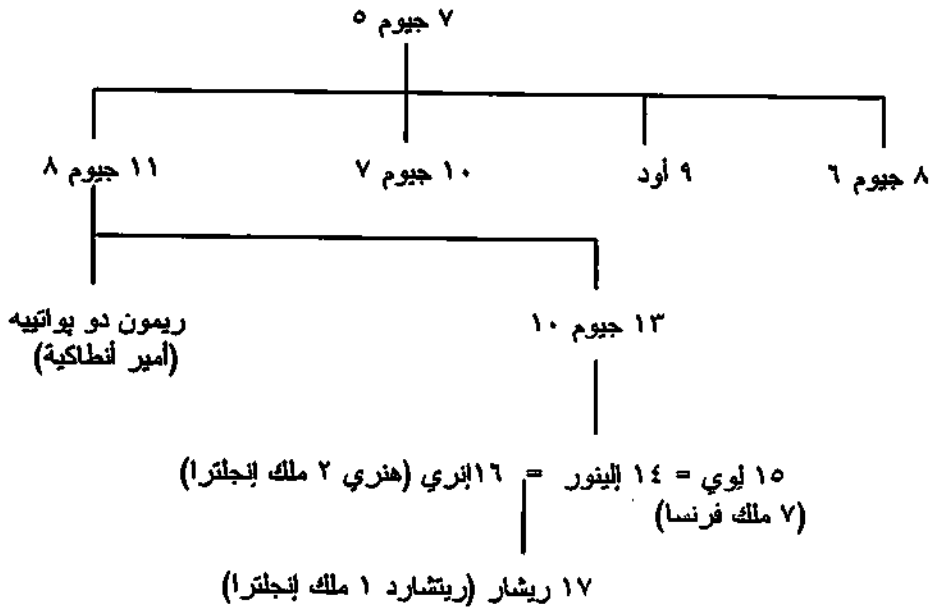 ٧ جيوم ٥
٨ جيوم ٦
٩ أود
١٠ جيوم ٧
١١ جيوم ٨
١٣ جيوم ١٠
ريمون دو پواتييه
(أمير أنطاكية)
١٥ لوي = ١٤ إلينور = ١٦إنري (هنري ٢ ملك إنجلترا)
(٧ ملك فرنسا)
١٧ ريشار (ريتشارد ١ ملك إنجلترا)